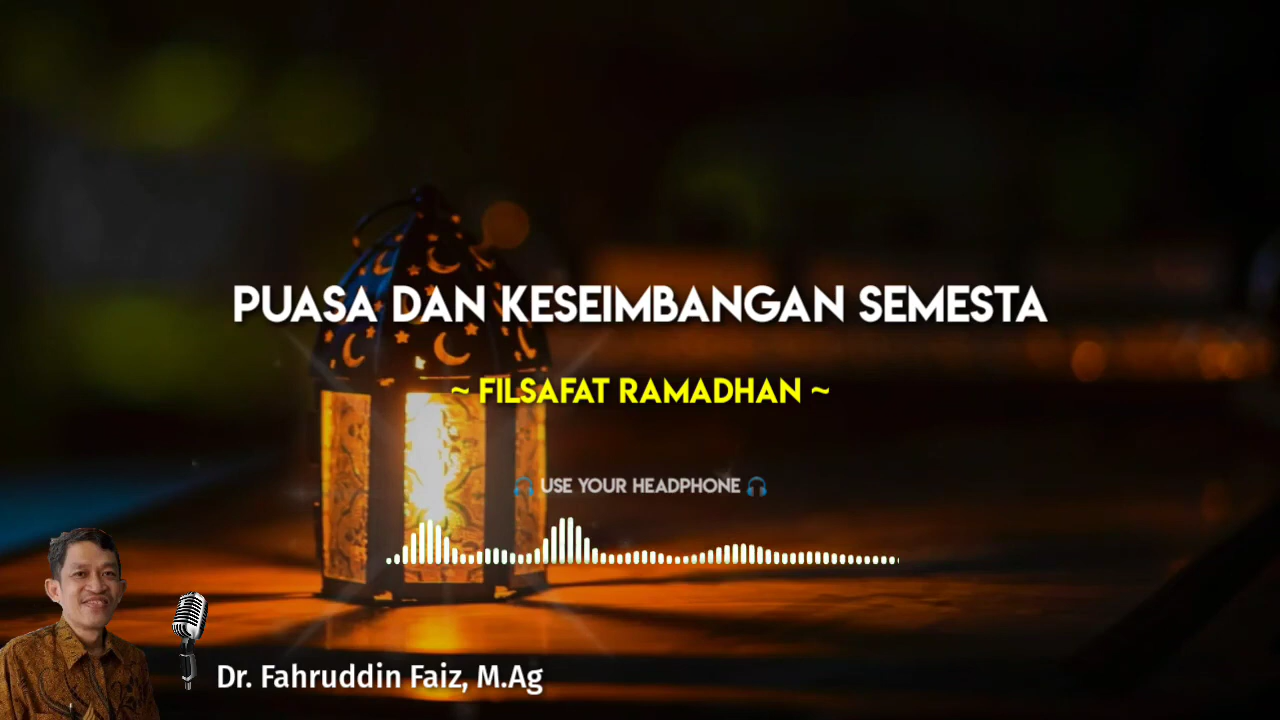 PUASA DAN KESEIMBANGAN SEMESTA
~ FILSAFAT RAMADHAN ~
🎧 USE YOUR HEADPHONE 🎧
Dr. Fahruddin Faiz, M.Ag